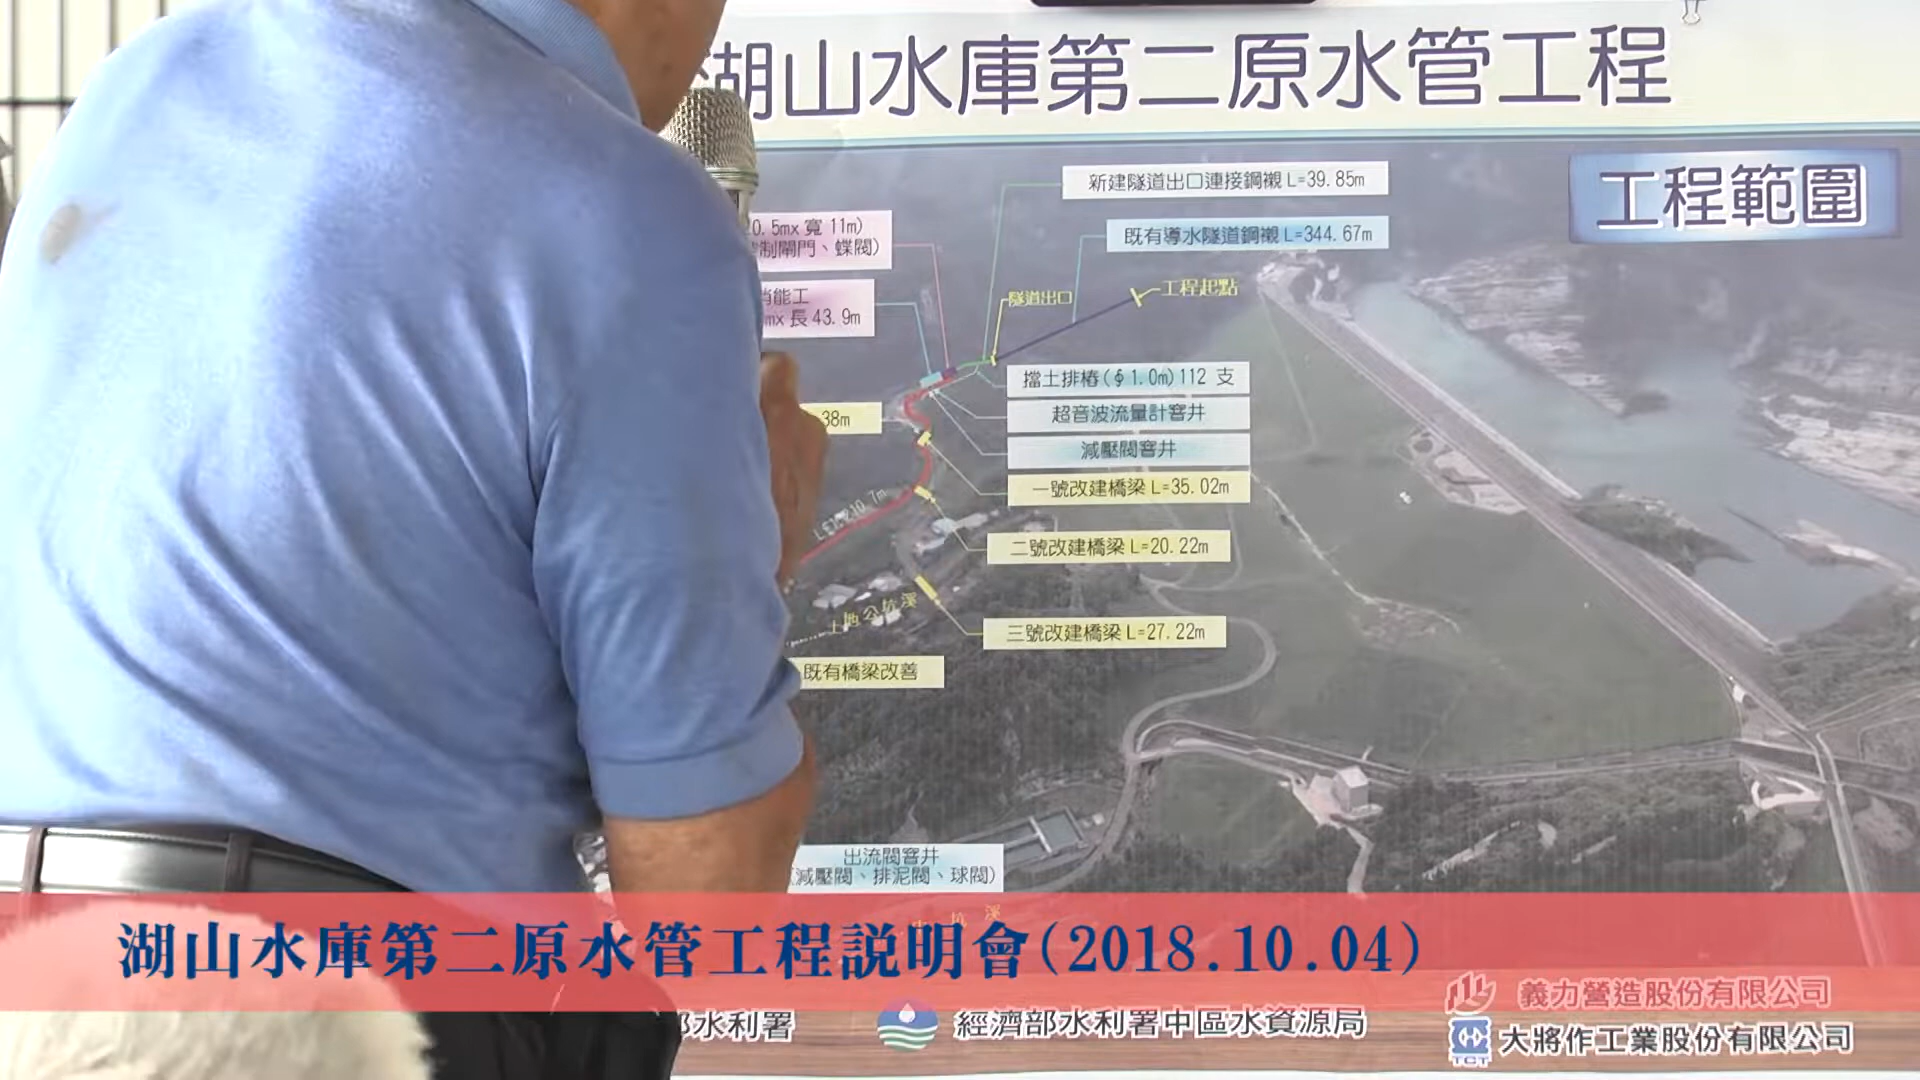 湖山水庫第二原水管工程
工程範圍
新建隧道出口連接鋼襯 L=39.85m
既有導水隧道鋼襯 L=344.67m
0.5mx 寬 11m)
制閘門、蝶閥)
消能工
mx 長 43.9m
隧道出口
工程起點
擋土排樁(ϕ1.0m)112 支
超音波流量計窨井
減壓閥窨井
38m
一號改建橋梁 L=35.02m
二號改建橋梁 L=20.22m
土地公坑溪
三號改建橋梁 L=27.22m
既有橋梁改善
出流閥窨井
(減壓閥、排泥閥、球閥)
湖山水庫第二原水管工程説明會(2018.10.04)
義力營造股份有限公司
部水利署
經濟部水利署中區水資源局
TCT
大將作工業股份有限公司